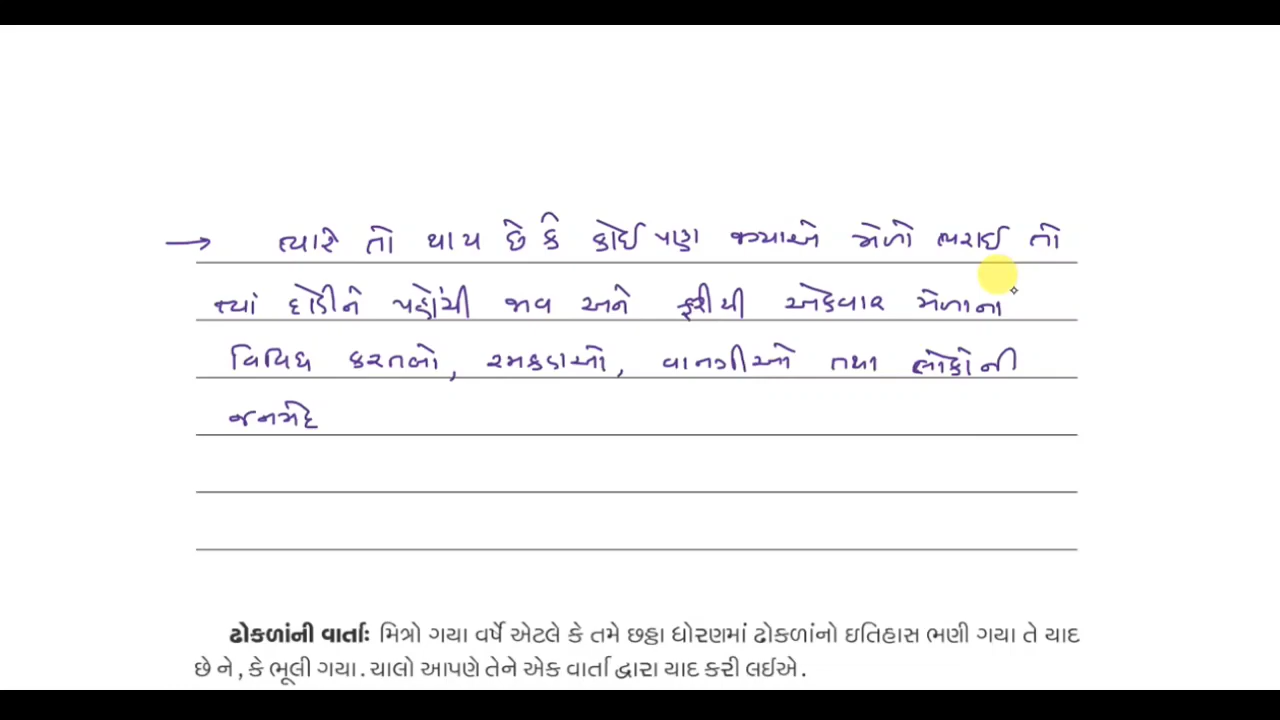 → ત્યારે તો થાય છે કે કોઈ પણ જગ્યાએ મેળો ભરાઈ તો
ત્યાં દોડીને પહોંચી જાવ અને ફરીથી એકવાર મેળાના
વિવિધ કરતબો, રમકડાઓ, વાનગીઓ તથા લોકોની
જનમેદ
ઢોકળાંની વાર્તાઃ મિત્રો ગયા વર્ષે એટલે કે તમે છઠ્ઠા ધોરણમાં ઢોકળાંનો ઇતિહાસ ભણી ગયા તે યાદ
છે ને, કે ભૂલી ગયા. ચાલો આપણે તેને એક વાર્તા દ્વારા યાદ કરી લઈએ.